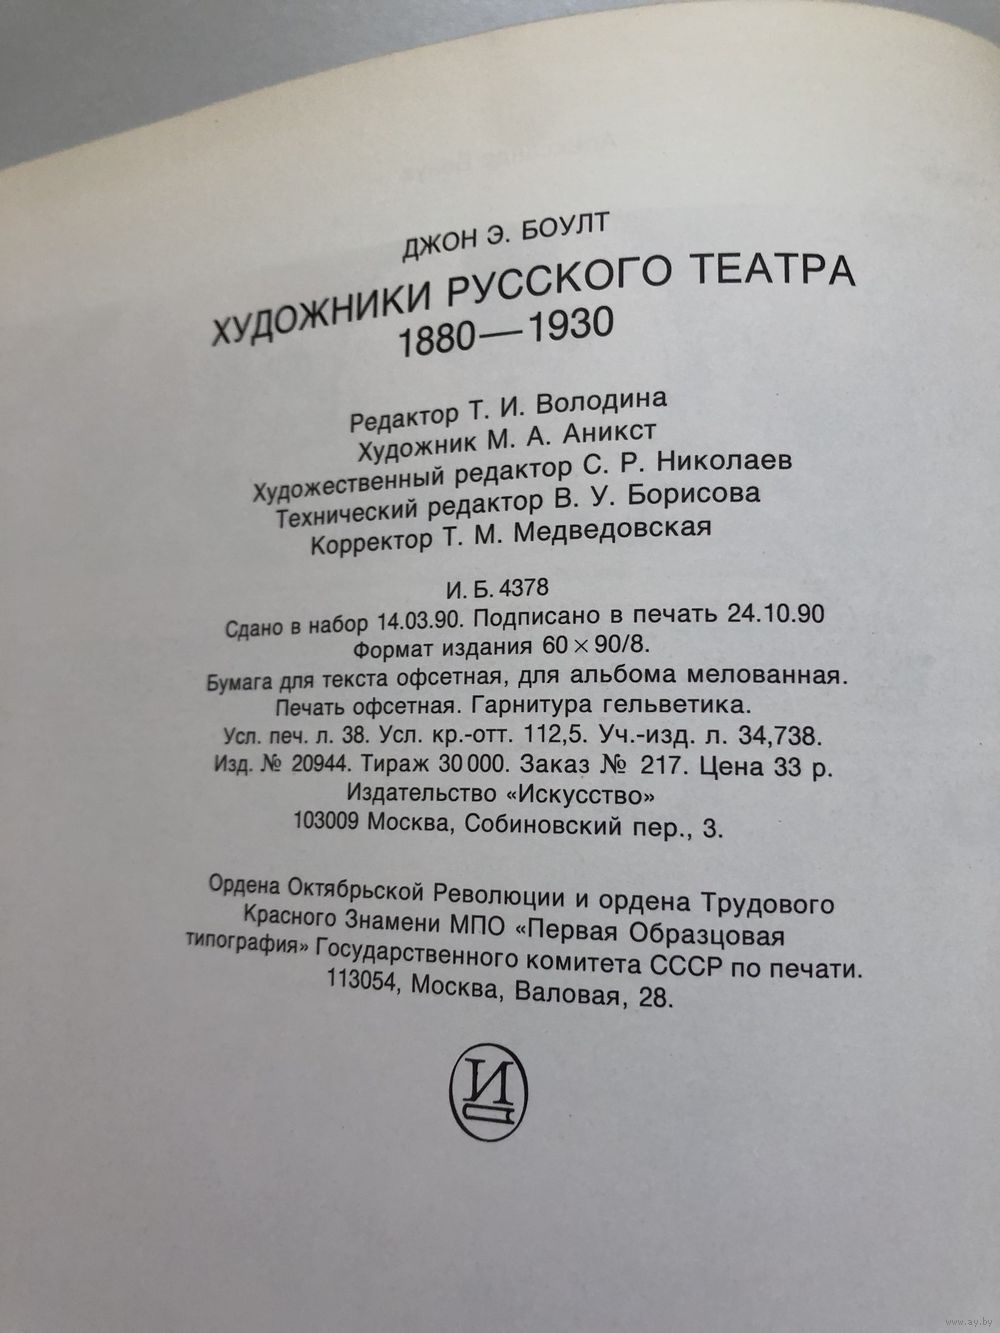 ДЖОН Э. БОУЛТ
ХУДОЖНИКИ РУССКОГО ТЕАТРА
1880—1930
Редактор Т. И. Володина
Художник М. А. Аникст
Художественный редактор С. Р. Николаев
Технический редактор В. У. Борисова
Корректор Т. М. Медведовская
И. Б. 4378
Сдано в набор 14.03.90. Подписано в печать 24.10.90
Формат издания 60 × 90/8.
Бумага для текста офсетная, для альбома мелованная.
Печать офсетная. Гарнитура гельветика.
Усл. печ. л. 38. Усл. кр.-отт. 112,5. Уч.-изд. л. 34,738.
Изд. № 20944. Тираж 30 000. Заказ № 217. Цена 33 р.
Издательство «Искусство»
103009 Москва, Собиновский пер., 3.
Ордена Октябрьской Революции и ордена Трудового
Красного Знамени МПО «Первая Образцовая
типография» Государственного комитета СССР по печати.
113054, Москва, Валовая, 28.
И
www.ay.by